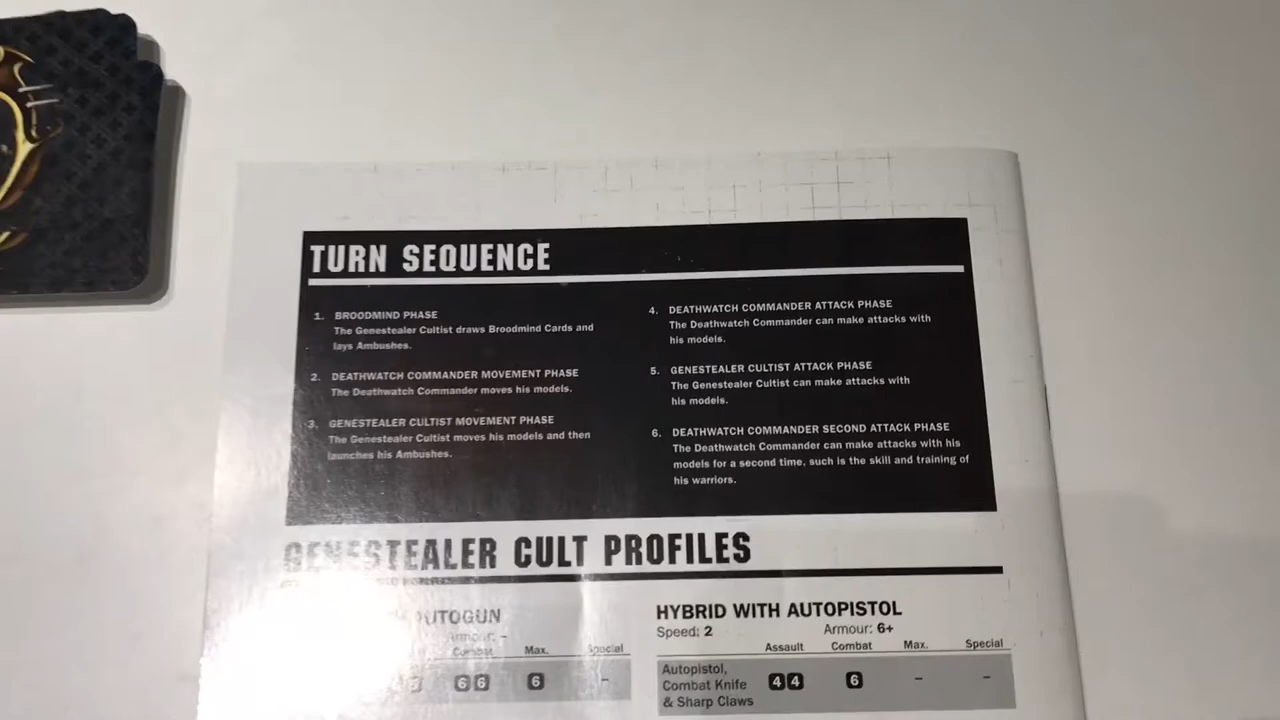 TURN SEQUENCE
1. BROODMIND PHASE
The Genestealer Cultist draws Broodmind Cards and
lays Ambushes.
2. DEATHWATCH COMMANDER MOVEMENT PHASE
The Deathwatch Commander moves his models.
3. GENESTEALER CULTIST MOVEMENT PHASE
The Genestealer Cultist moves his models and then
launches his Ambushes.
4. DEATHWATCH COMMANDER ATTACK PHASE
The Deathwatch Commander can make attacks with
his models.
5. GENESTEALER CULTIST ATTACK PHASE
The Genestealer Cultist can make attacks with
his models.
6. DEATHWATCH COMMANDER SECOND ATTACK PHASE
The Deathwatch Commander can make attacks with his
models for a second time, such is the skill and training of
his warriors.
GENESTEALER CULT PROFILES
AUTOGUN
Armour: –
Combat Max. Special
6 6 6 –
HYBRID WITH AUTOPISTOL
Speed: 2 Armour: 6+
Assault Combat Max. Special
Autopistol,
Combat Knife
& Sharp Claws
4 4 6 – –